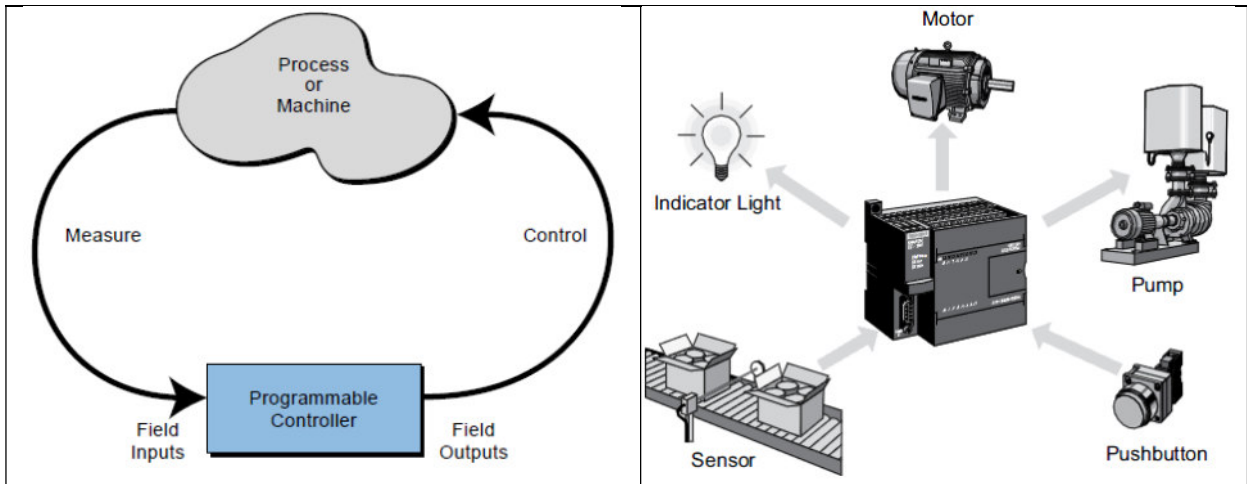 Process
or
Machine
Measure
Control
Programmable
Controller
Field
Inputs
Field
Outputs
Motor
Indicator Light
Pump
Sensor
Pushbutton